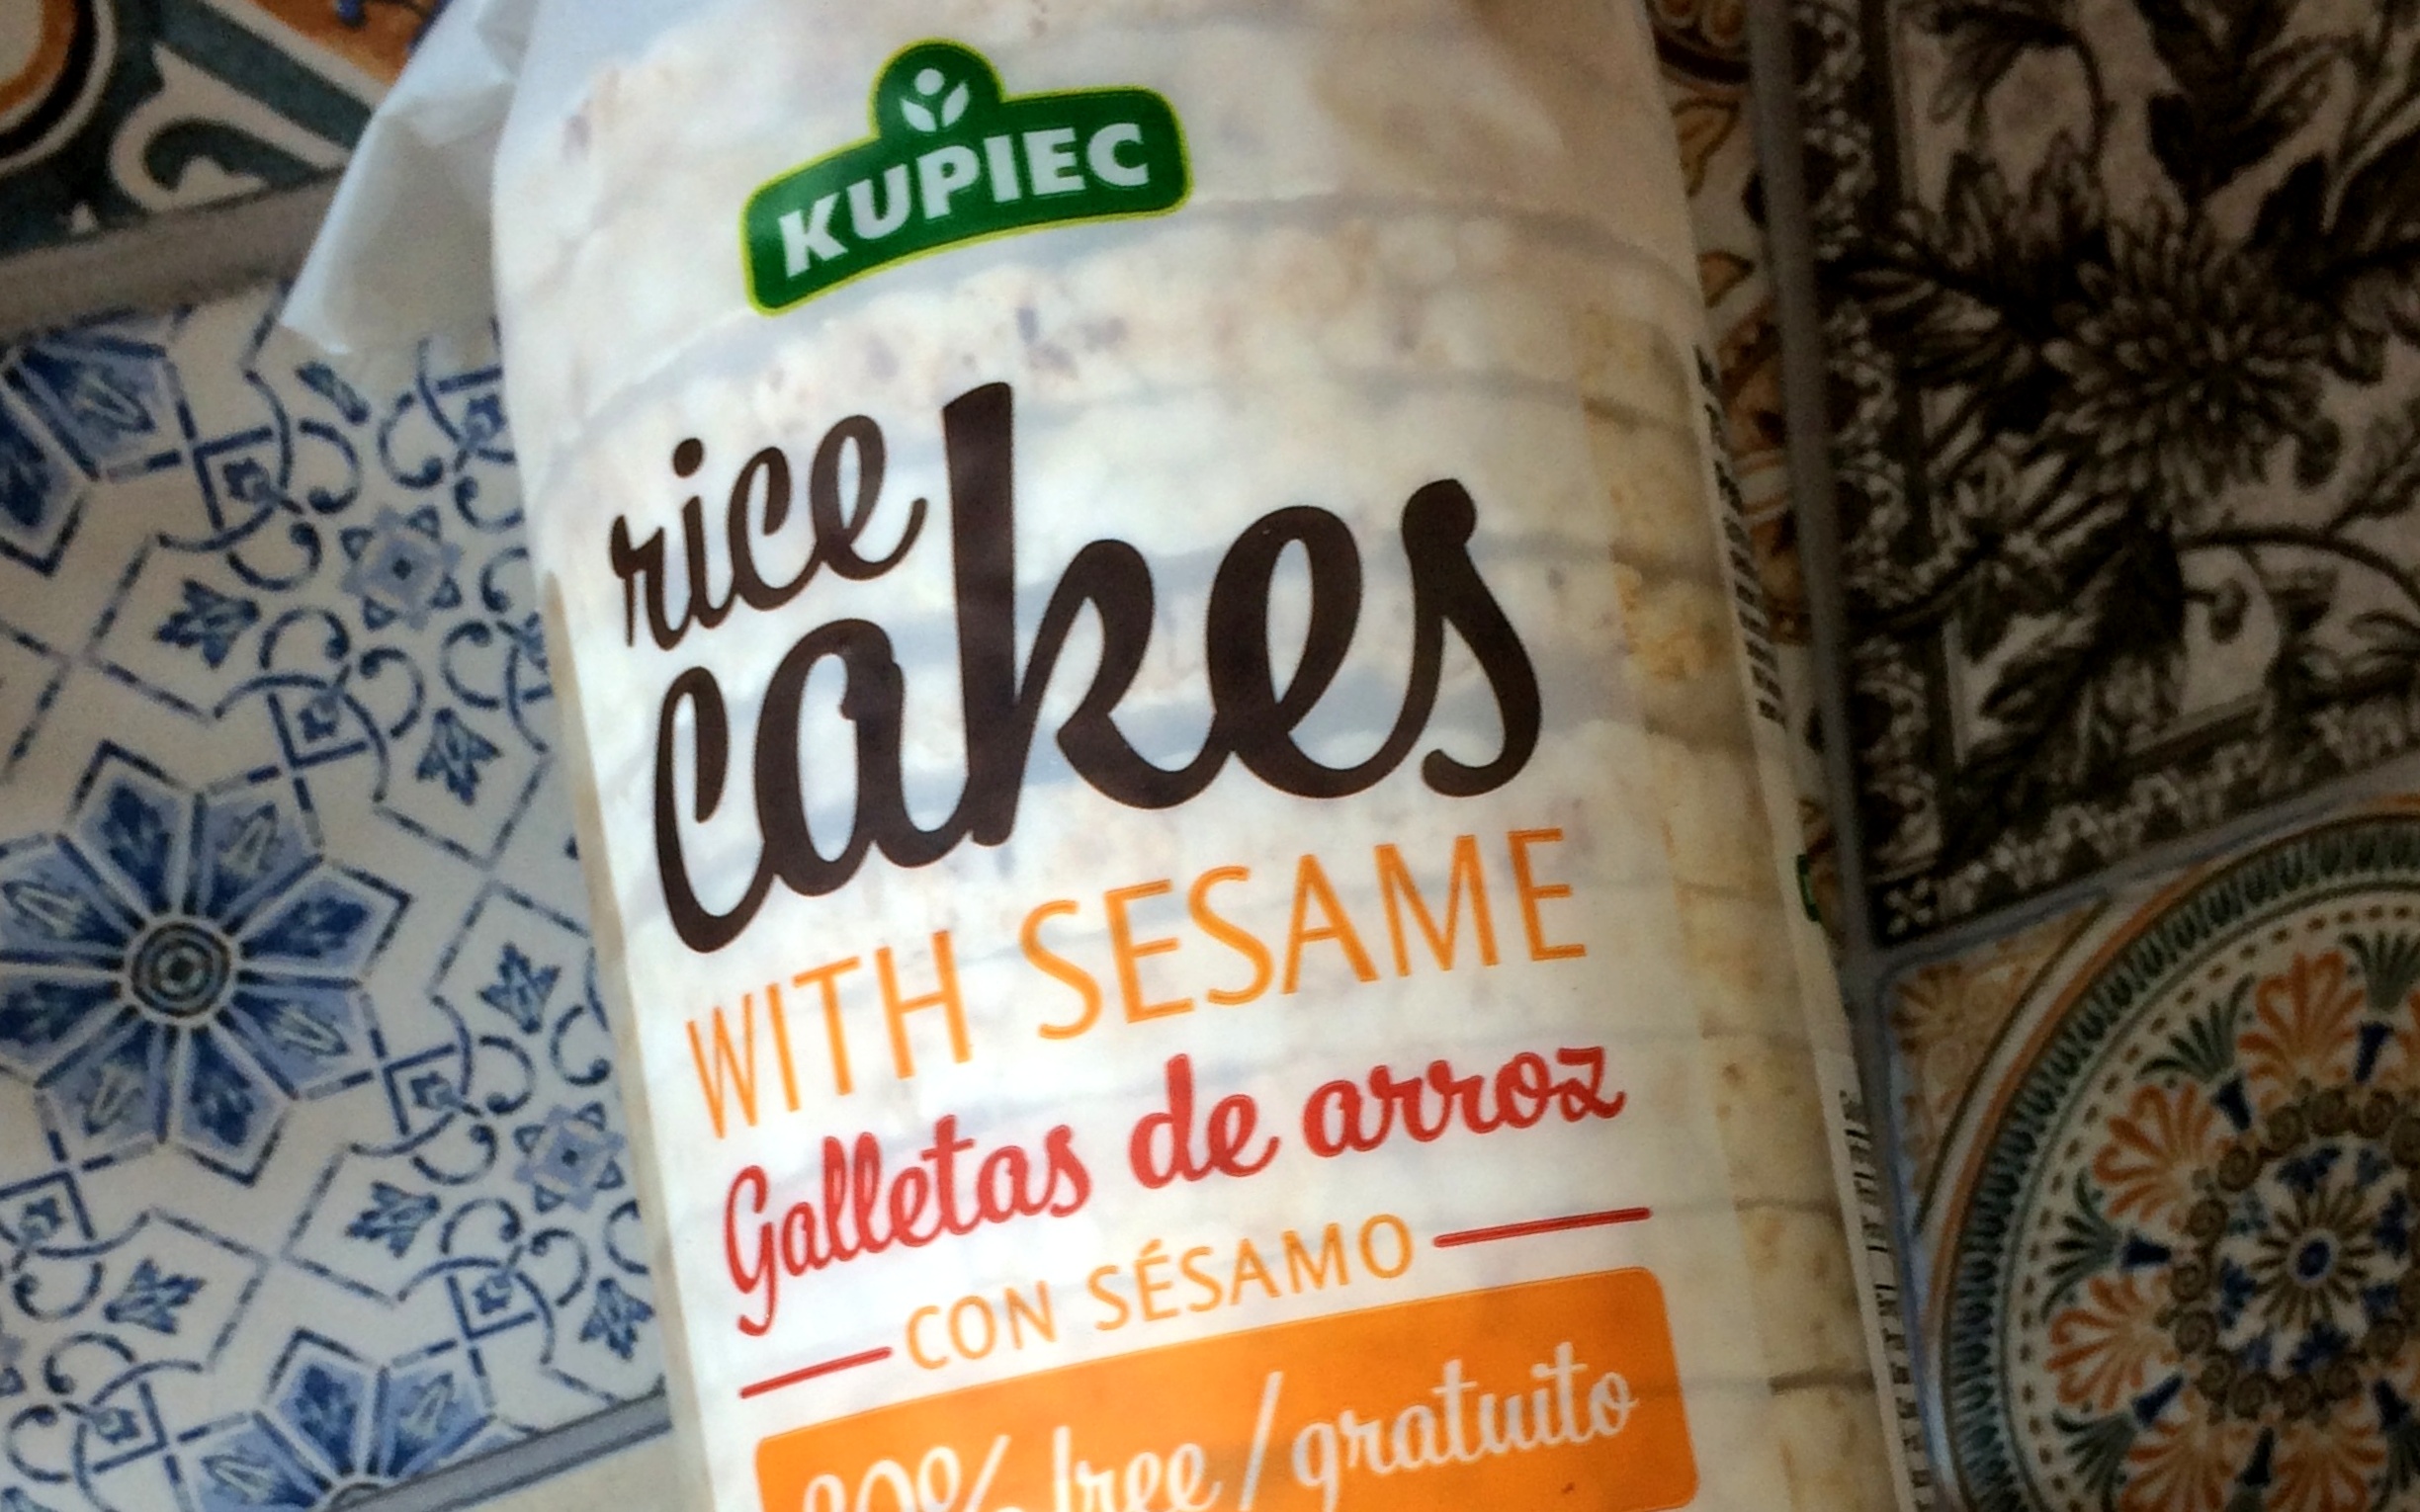 KUPIEC
rice
cakes
WITH SESAME
Galletas de arroz
CON SÉSAMO
free/gratuito